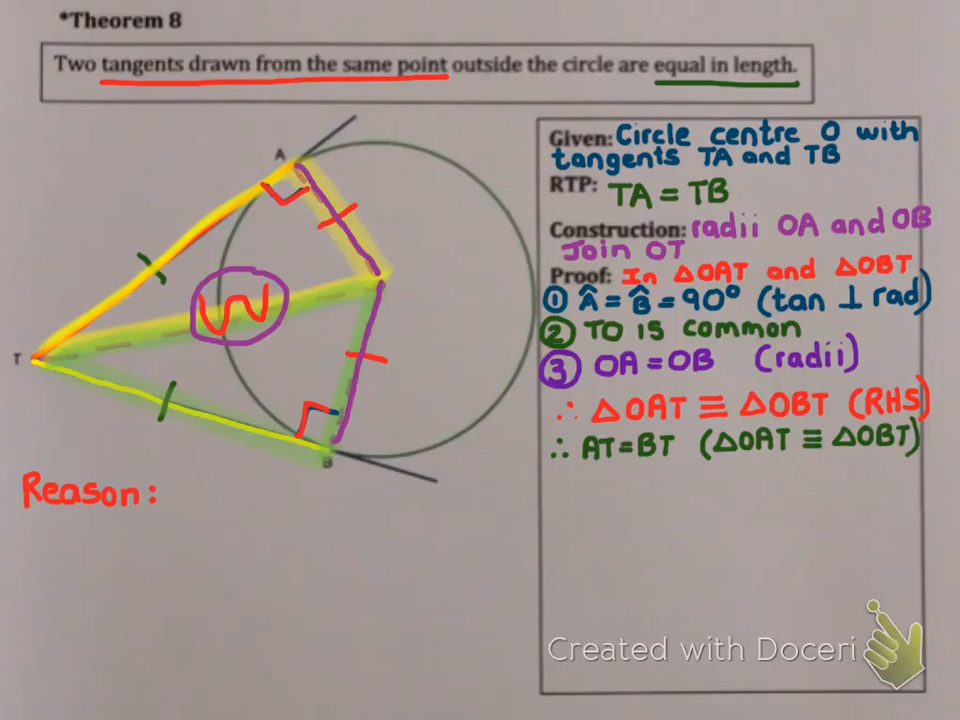 *Theorem 8
Two tangents drawn from the same point outside the circle are equal in length.
Given: Circle centre O with
tangents TA and TB
RTP: TA = TB
Construction: radii OA and OB
Join OT
Proof: In △OAT and △OBT
① Â = B̂ = 90° (tan ⊥ rad)
② TO is common
③ OA = OB (radii)
∴ △OAT ≡ △OBT (RHS)
∴ AT = BT (△OAT ≡ △OBT)
A
T
B
Reason:
Created with Doceri